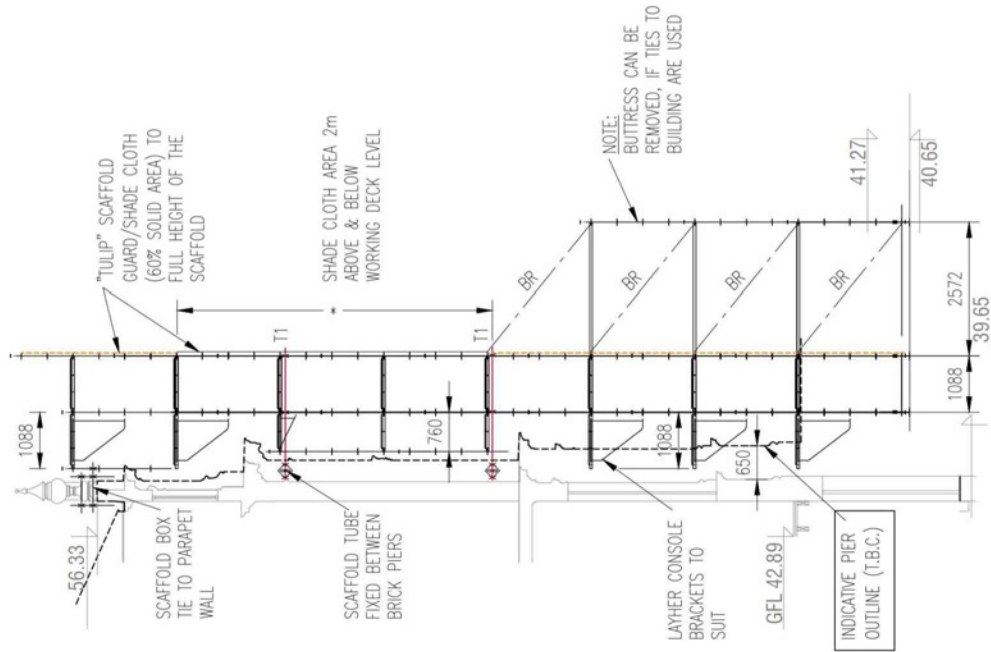 "TULIP" SCAFFOLD
GUARD/SHADE CLOTH
(60% SOLID AREA) TO
FULL HEIGHT OF THE
SCAFFOLD
SHADE CLOTH AREA 2m
ABOVE & BELOW
WORKING DECK LEVEL
*
NOTE:
BUTTRESS CAN BE
REMOVED, IF TIES TO
BUILDING ARE USED
41.27
40.65
T1
T1
BR
BR
BR
BR
2572
39.65
1088
1088
760
1088
650
56.33
SCAFFOLD BOX
TIE TO PARAPET
WALL
SCAFFOLD TUBE
FIXED BETWEEN
BRICK PIERS
LAYHER CONSOLE
BRACKETS TO
SUIT
GFL 42.89
INDICATIVE PIER
OUTLINE (T.B.C.)